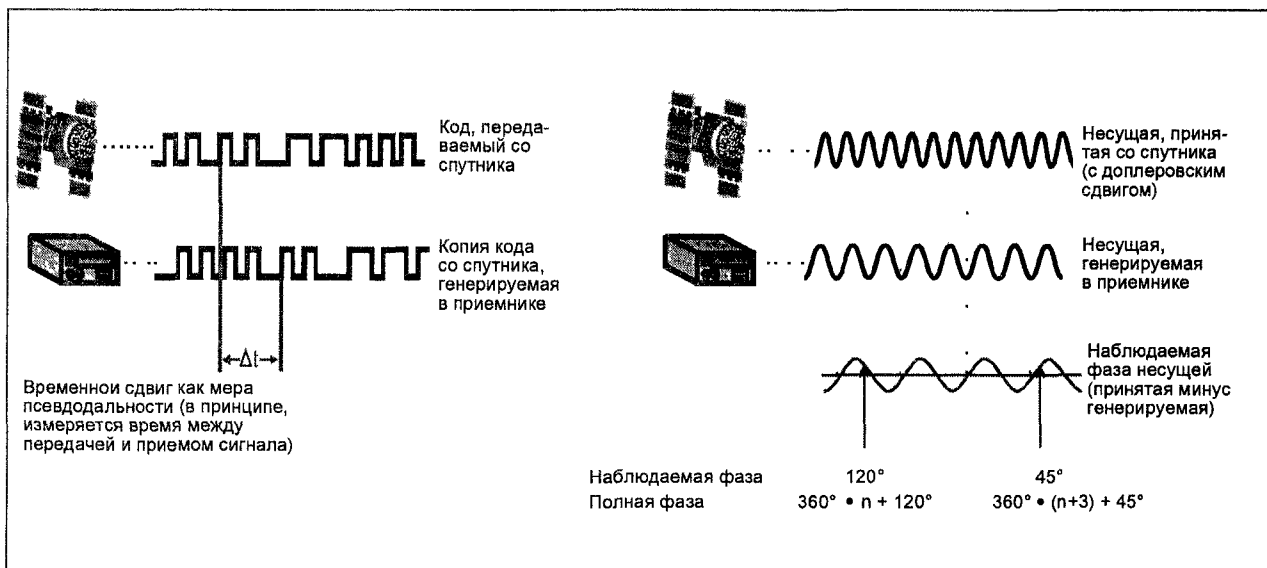 Код, переда-
ваемый со
спутника
Копия кода
со спутника,
генерируемая
в приемнике
Δt
Временной сдвиг как мера
псевдодальности (в принципе,
измеряется время между
передачей и приемом сигнала)
Несущая, приня-
тая со спутника
(с доплеровским
сдвигом)
Несущая,
генерируемая
в приемнике
Наблюдаемая
фаза несущей
(принятая минус
генерируемая)
Наблюдаемая фаза 120° 45°
Полная фаза 360° • n + 120° 360° • (n+3) + 45°